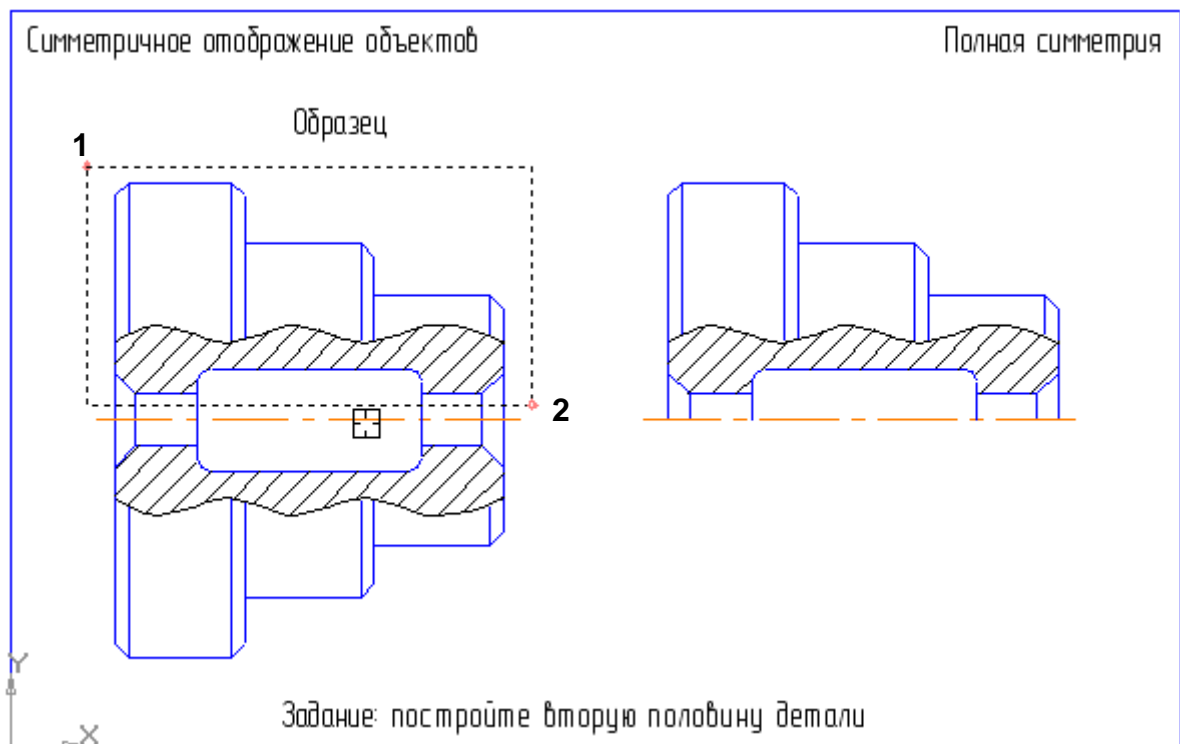 Симметричное отображение объектов
Полная симметрия
Образец
1
2
Y
X
Задание: постройте вторую половину детали